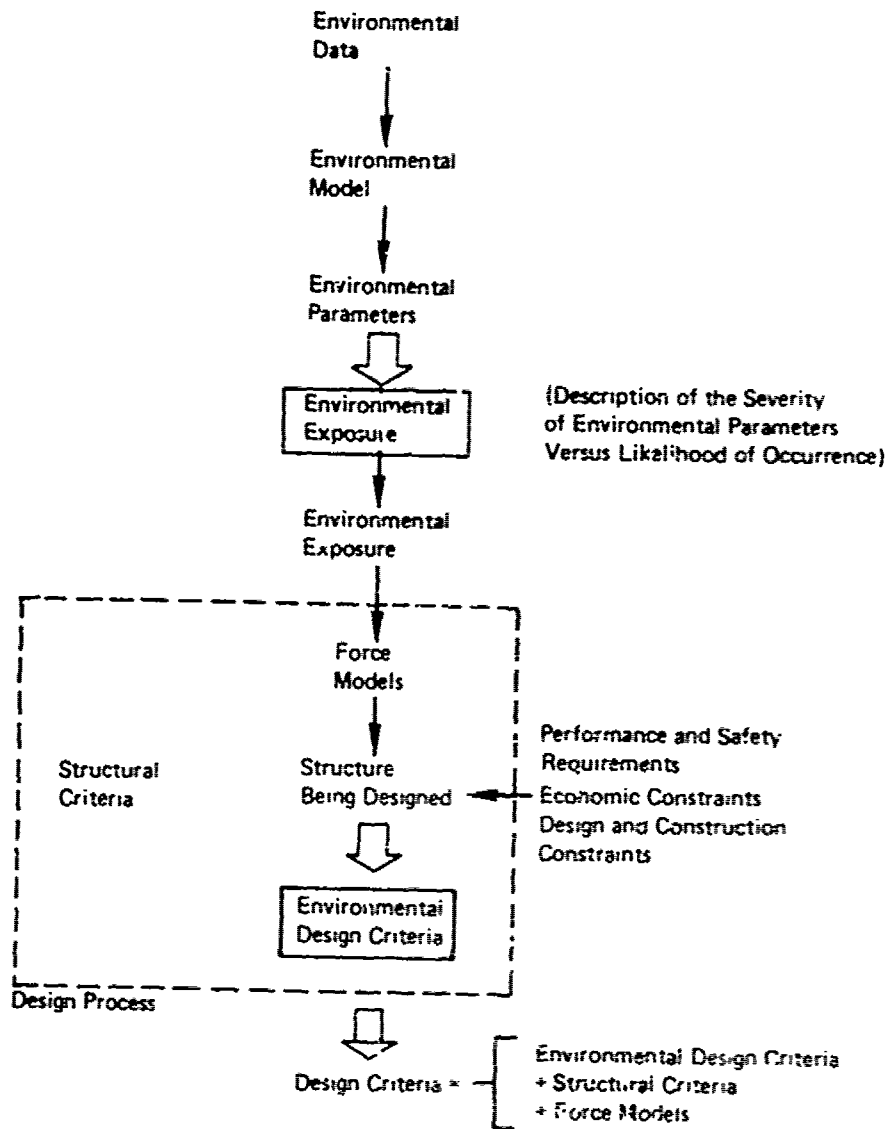 Environmental
Data
Environmental
Model
Environmental
Parameters
Environmental
Exposure
(Description of the Severity
of Environmental Parameters
Versus Likelihood of Occurrence)
Environmental
Exposure
Force
Models
Structural
Criteria
Structure
Being Designed
Performance and Safety
Requirements
Economic Constraints
Design and Construction
Constraints
Environmental
Design Criteria
Design Process
Design Criteria =
Environmental Design Criteria
+ Structural Criteria
+ Force Models